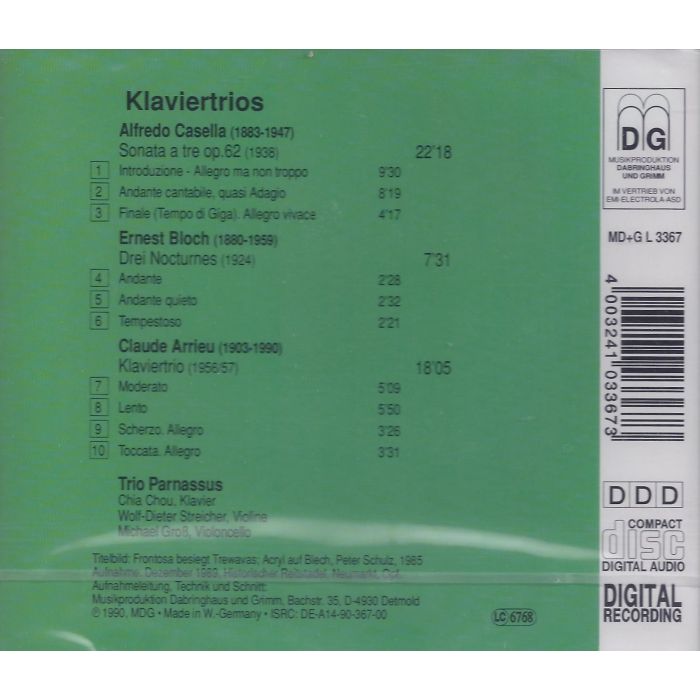 Klaviertrios
Alfredo Casella (1883-1947)
Sonata a tre op.62 (1938) 22'18
1 Introduzione - Allegro ma non troppo 9'30
2 Andante cantabile, quasi Adagio 8'19
3 Finale (Tempo di Giga). Allegro vivace 4'17
Ernest Bloch (1880-1959)
Drei Nocturnes (1924) 7'31
4 Andante 2'28
5 Andante quieto 2'32
6 Tempestoso 2'21
Claude Arrieu (1903-1990)
Klaviertrio (1956/57) 18'05
7 Moderato 5'09
8 Lento 5'50
9 Scherzo. Allegro 3'26
10 Toccata. Allegro 3'31
Trio Parnassus
Chia Chou, Klavier
Wolf-Dieter Streicher, Violine
Michael Groß, Violoncello
Titelbild: Frontosa besiegt Trewavas; Acryl auf Blech, Peter Schulz, 1985
Aufnahme: Dezember 1989, Historischer Reitstadel, Neumarkt, Opf.
Aufnahmeleitung, Technik und Schnitt:
Musikproduktion Dabringhaus und Grimm, Bachstr. 35, D-4930 Detmold
℗ 1990, MDG • Made in W.-Germany • ISRC: DE-A14-90-367-00
LC 6768
DG
MUSIKPRODUKTION
DABRINGHAUS
UND GRIMM
IM VERTRIEB VON
EMI-ELECTROLA-ASD
MD+G L 3367
4 003241 033673
DDD
COMPACT
disc
DIGITAL AUDIO
DIGITAL
RECORDING